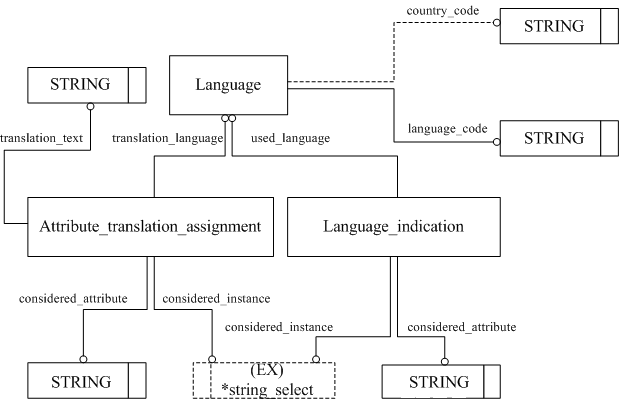 country_code
STRING
STRING
Language
language_code
STRING
translation_text
translation_language
used_language
Attribute_translation_assignment
Language_indication
considered_attribute
considered_instance
considered_instance
considered_attribute
STRING
(EX)
*string_select
STRING